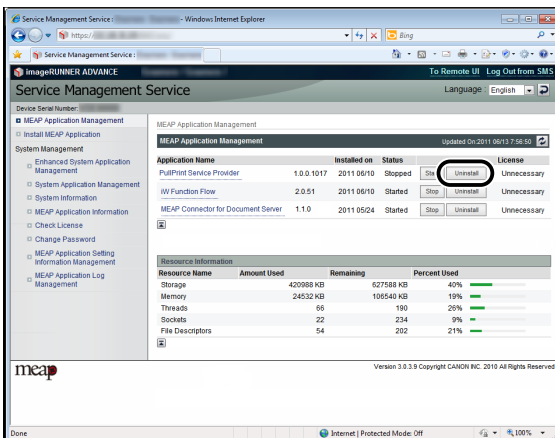 Service Management Service :
- Windows Internet Explorer
https://
Bing
Service Management Service :
imageRUNNER ADVANCE
To Remote UI Log Out from SMS
Service Management Service
Language : English
Device Serial Number:
MEAP Application Management
Install MEAP Application
System Management
Enhanced System Application
Management
System Application Management
System Information
MEAP Application Information
Check License
Change Password
MEAP Application Setting
Information Management
MEAP Application Log
Management
MEAP Application Management
MEAP Application Management
Updated On:2011 06/13 7:56:50
Application Name Installed on Status License
PullPrint Service Provider 1.0.0.1017 2011 06/10 Stopped Sta Uninstall Unnecessary
iW Function Flow 2.0.51 2011 06/10 Started Stop Uninstall Unnecessary
MEAP Connector for Document Server 1.1.0 2011 05/24 Started Stop Uninstall Unnecessary
Resource Information
Resource Name Amount Used Remaining Percent Used
Storage 420988 KB 627588 KB 40%
Memory 24532 KB 106540 KB 19%
Threads 66 190 26%
Sockets 22 234 9%
File Descriptors 54 202 21%
meap
Version 3.0.3.9 Copyright CANON INC. 2010 All Rights Reserved
Done
Internet | Protected Mode: Off
100%